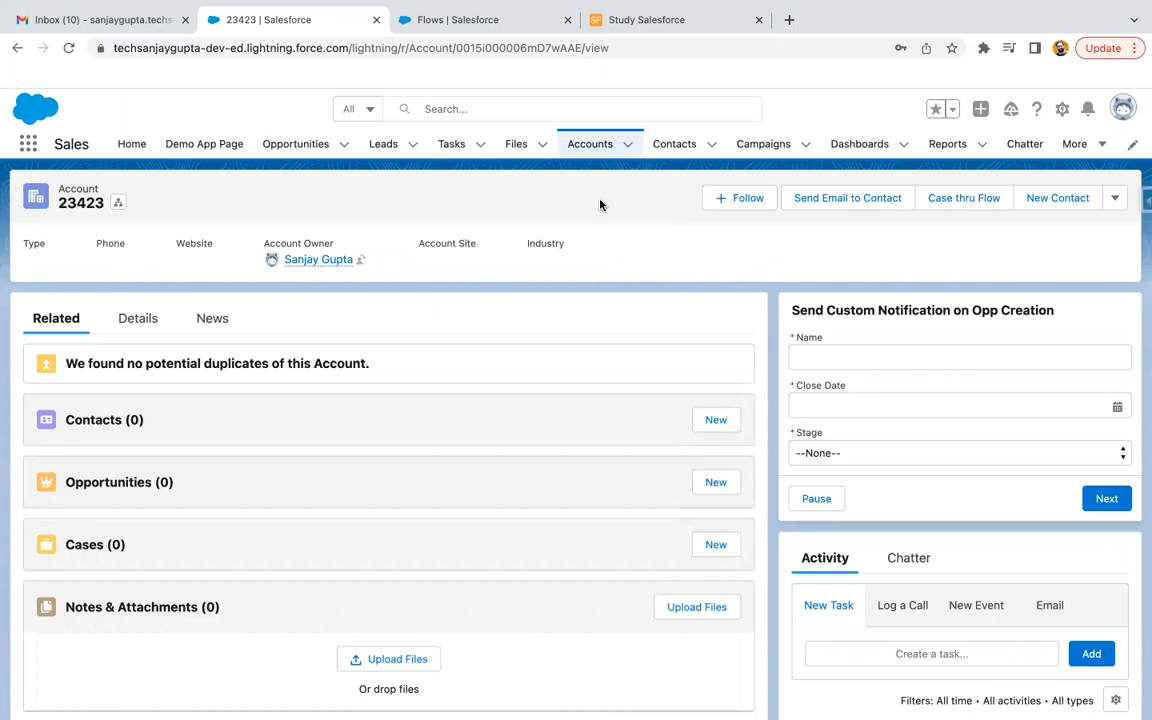 Inbox (10) – sanjaygupta.techs
23423 | Salesforce
Flows | Salesforce
SF Study Salesforce
techsanjaygupta-dev-ed.lightning.force.com/lightning/r/Account/0015i000006mD7wAAE/view
Update
All
Search...
Sales
Home
Demo App Page
Opportunities
Leads
Tasks
Files
Accounts
Contacts
Campaigns
Dashboards
Reports
Chatter
More
Account
23423
Follow
Send Email to Contact
Case thru Flow
New Contact
Type
Phone
Website
Account Owner
Account Site
Industry
Sanjay Gupta
Related
Details
News
We found no potential duplicates of this Account.
Contacts (0)
New
Opportunities (0)
New
Cases (0)
New
Notes & Attachments (0)
Upload Files
Upload Files
Or drop files
Send Custom Notification on Opp Creation
* Name
* Close Date
* Stage
--None--
Pause
Next
Activity
Chatter
New Task
Log a Call
New Event
Email
Create a task...
Add
Filters: All time • All activities • All types